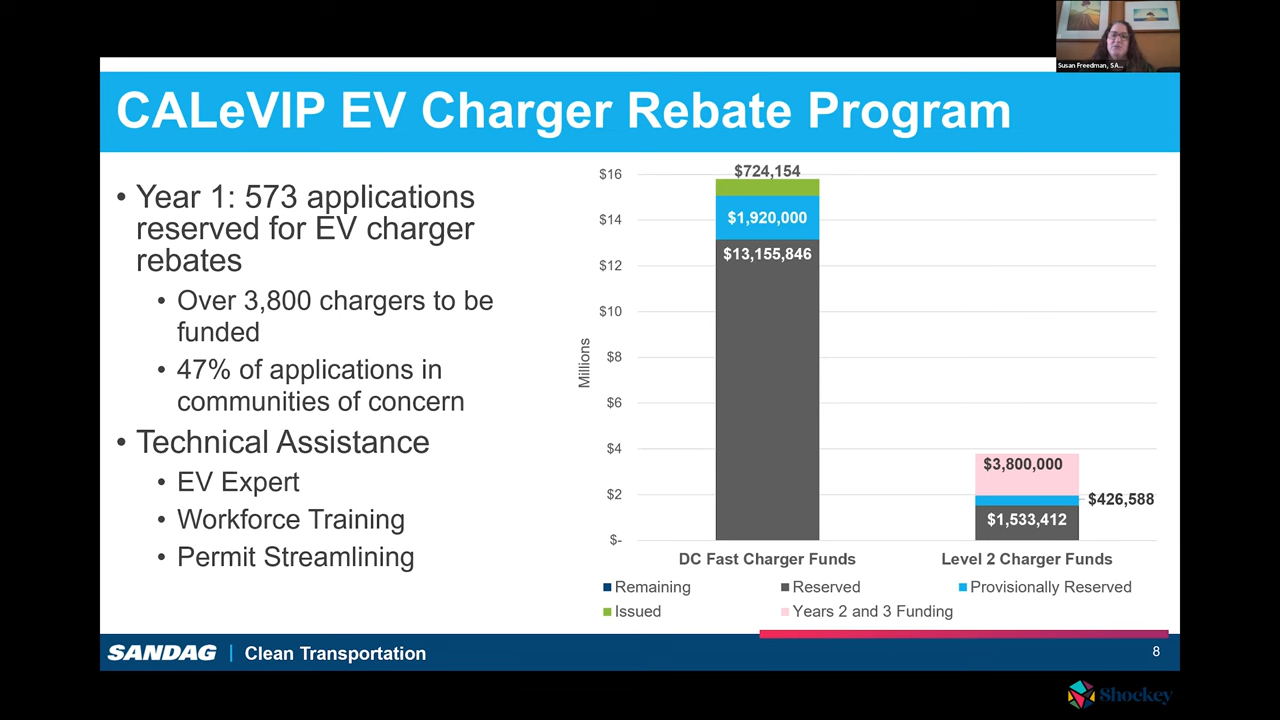 Susan Freedman, SA...
CALeVIP EV Charger Rebate Program
• Year 1: 573 applications
reserved for EV charger
rebates
• Over 3,800 chargers to be
funded
• 47% of applications in
communities of concern
• Technical Assistance
• EV Expert
• Workforce Training
• Permit Streamlining
Millions
$16
$14
$12
$10
$8
$6
$4
$2
$-
$724,154
$1,920,000
$13,155,846
$3,800,000
$426,588
$1,533,412
DC Fast Charger Funds
Level 2 Charger Funds
Remaining
Reserved
Provisionally Reserved
Issued
Years 2 and 3 Funding
SANDAG | Clean Transportation
8
Shockey